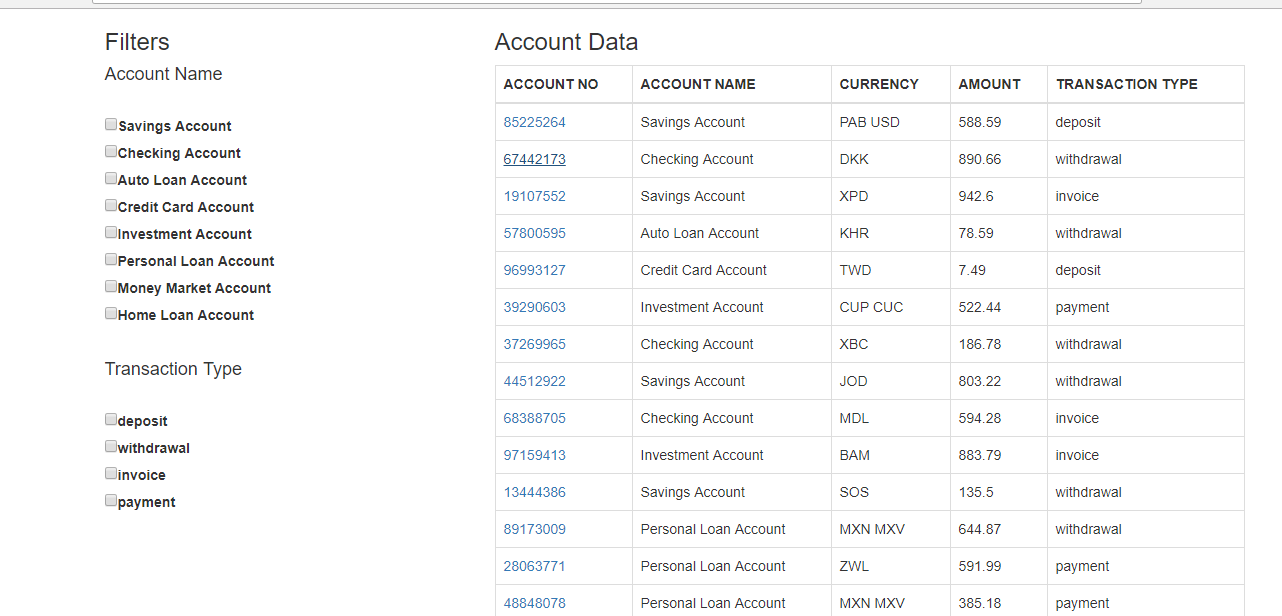 Filters
Account Name
Savings Account
Checking Account
Auto Loan Account
Credit Card Account
Investment Account
Personal Loan Account
Money Market Account
Home Loan Account
Transaction Type
deposit
withdrawal
invoice
payment
Account Data
ACCOUNT NO ACCOUNT NAME CURRENCY AMOUNT TRANSACTION TYPE
85225264 Savings Account PAB USD 588.59 deposit
67442173 Checking Account DKK 890.66 withdrawal
19107552 Savings Account XPD 942.6 invoice
57800595 Auto Loan Account KHR 78.59 withdrawal
96993127 Credit Card Account TWD 7.49 deposit
39290603 Investment Account CUP CUC 522.44 payment
37269965 Checking Account XBC 186.78 withdrawal
44512922 Savings Account JOD 803.22 withdrawal
68388705 Checking Account MDL 594.28 invoice
97159413 Investment Account BAM 883.79 invoice
13444386 Savings Account SOS 135.5 withdrawal
89173009 Personal Loan Account MXN MXV 644.87 withdrawal
28063771 Personal Loan Account ZWL 591.99 payment
48848078 Personal Loan Account MXN MXV 385.18 payment